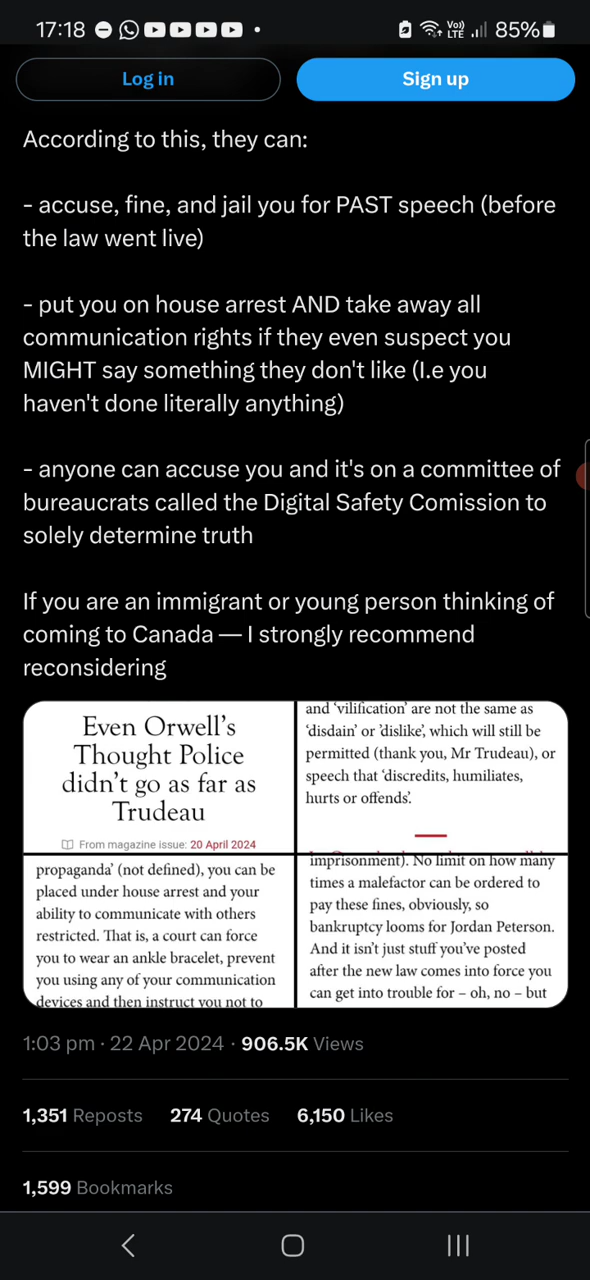 17:18
Vo))
LTE
85%
Log in
Sign up
According to this, they can:
- accuse, fine, and jail you for PAST speech (before
the law went live)
- put you on house arrest AND take away all
communication rights if they even suspect you
MIGHT say something they don't like (I.e you
haven't done literally anything)
- anyone can accuse you and it's on a committee of
bureaucrats called the Digital Safety Comission to
solely determine truth
If you are an immigrant or young person thinking of
coming to Canada — I strongly recommend
reconsidering
Even Orwell's
Thought Police
didn't go as far as
Trudeau
From magazine issue: 20 April 2024
and 'vilification' are not the same as
'disdain' or 'dislike', which will still be
permitted (thank you, Mr Trudeau), or
speech that 'discredits, humiliates,
hurts or offends'.
propaganda' (not defined), you can be
placed under house arrest and your
ability to communicate with others
restricted. That is, a court can force
you to wear an ankle bracelet, prevent
you using any of your communication
devices and then instruct you not to
imprisonment). No limit on how many
times a malefactor can be ordered to
pay these fines, obviously, so
bankruptcy looms for Jordan Peterson.
And it isn't just stuff you've posted
after the new law comes into force you
can get into trouble for – oh, no – but
1:03 pm · 22 Apr 2024 · 906.5K Views
1,351 Reposts 274 Quotes 6,150 Likes
1,599 Bookmarks